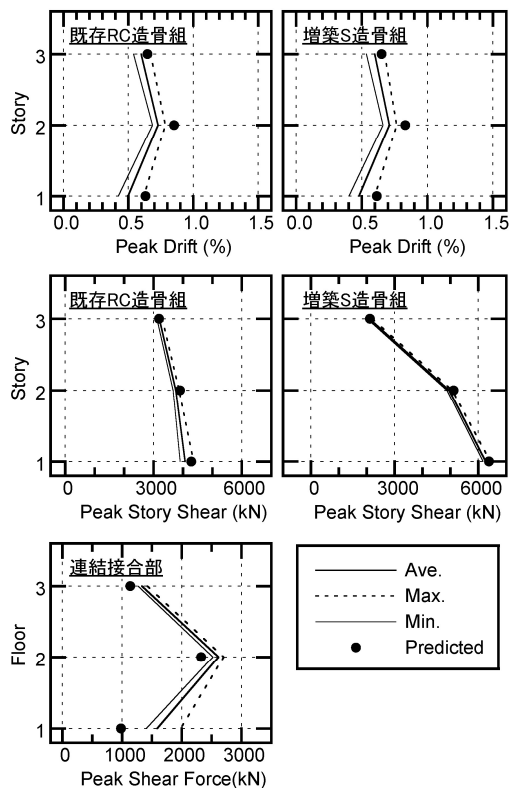 既存RC造骨組
増築S造骨組
3
2
1
Story
0.0 0.5 1.0 1.5
0.0 0.5 1.0 1.5
Peak Drift (%)
Peak Drift (%)
既存RC造骨組
増築S造骨組
3
2
1
3
2
1
Story
0 3000 6000
0 3000 6000
Peak Story Shear (kN)
Peak Story Shear (kN)
連結接合部
3
2
1
Floor
0 1000 2000 3000
Peak Shear Force(kN)
Ave.
Max.
Min.
Predicted